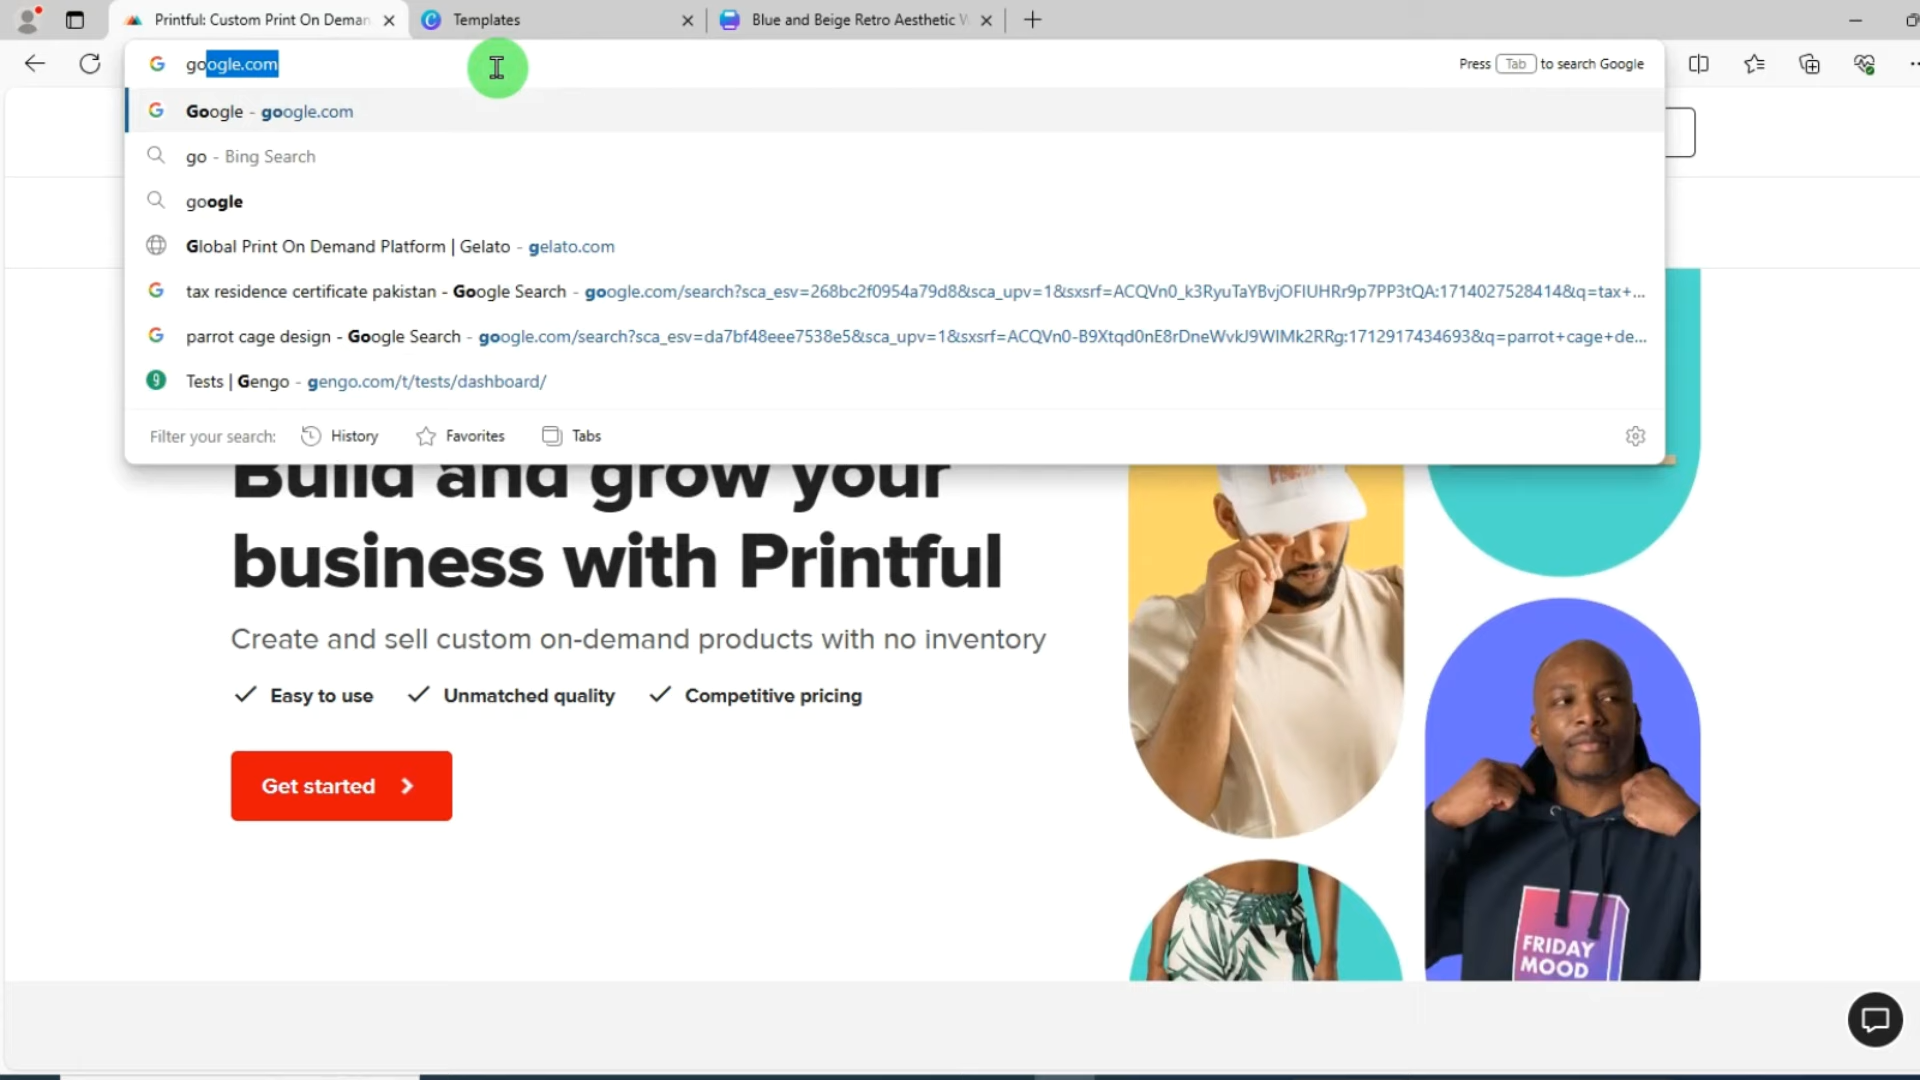 Printful: Custom Print On Deman
Templates
Blue and Beige Retro Aesthetic W
google.com
Press Tab to search Google
Google - google.com
go - Bing Search
google
Global Print On Demand Platform | Gelato - gelato.com
tax residence certificate pakistan - Google Search - google.com/search?sca_esv=268bc2f0954a79d8&sca_upv=1&sxsrf=ACQVn0_k3RyuTaYBvjOFIUHRr9p7PP3tQA:1714027528414&q=tax+...
parrot cage design - Google Search - google.com/search?sca_esv=da7bf48eee7538e5&sca_upv=1&sxsrf=ACQVn0-B9Xtqd0nE8rDneWvkJ9WIMk2RRg:1712917434693&q=parrot+cage+de...
Tests | Gengo - gengo.com/t/tests/dashboard/
Filter your search: History Favorites Tabs
Build and grow your
business with Printful
Create and sell custom on-demand products with no inventory
Easy to use Unmatched quality Competitive pricing
Get started
FRIDAY
MOOD